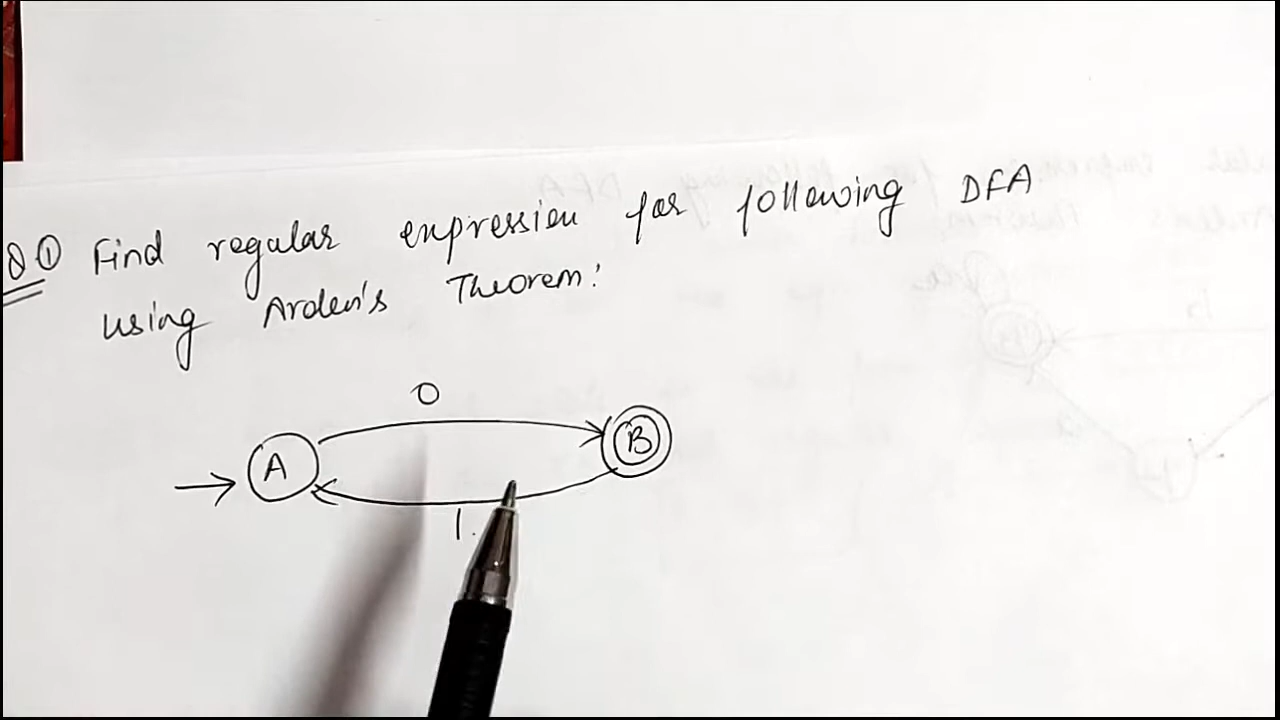 Q① Find regular expression for following DFA
using Arden's Theorem:
0
A
B
1